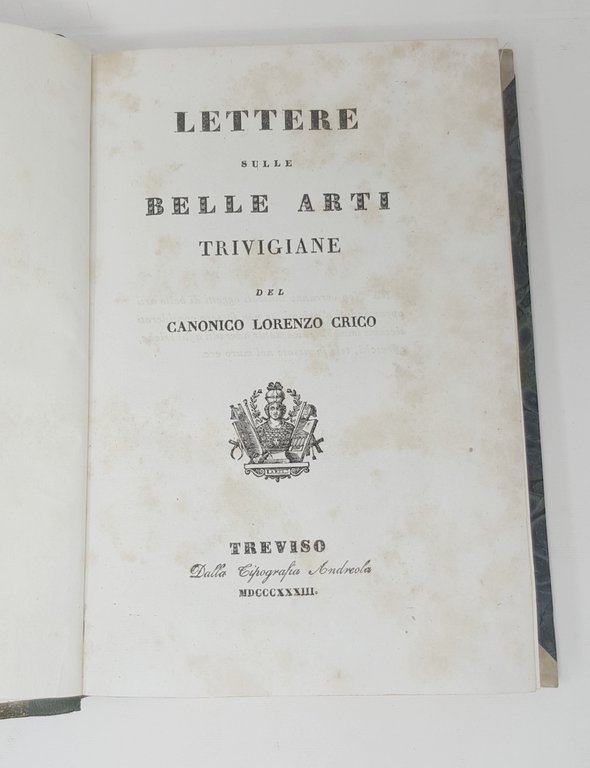 LETTERE
SULLE
BELLE ARTI
TRIVIGIANE
DEL
CANONICO LORENZO CRICO
TREVISO
Dalla Tipografia Andreola
MDCCCXXXIII.